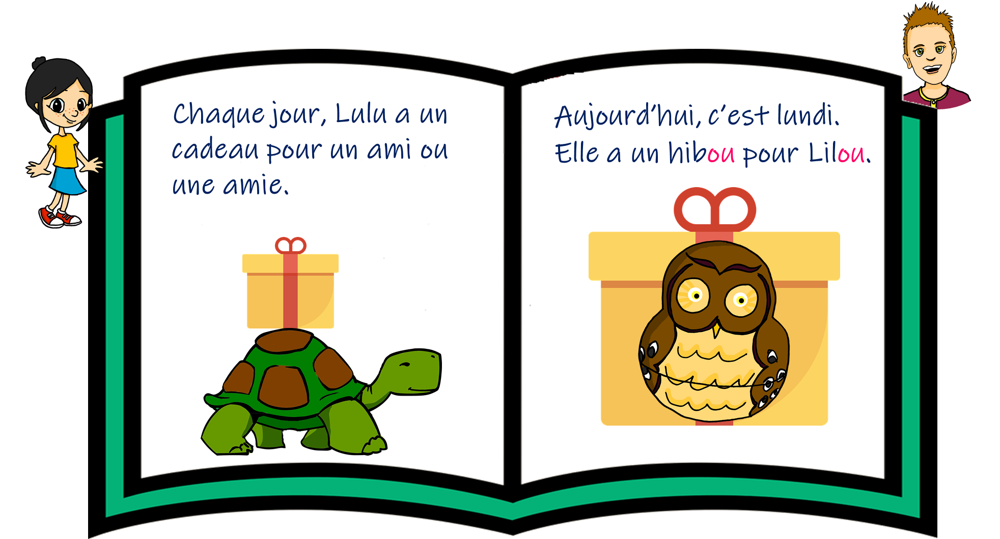 Chaque jour, Lulu a un
cadeau pour un ami ou
une amie.
Aujourd'hui, c'est lundi.
Elle a un hibou pour Lilou.